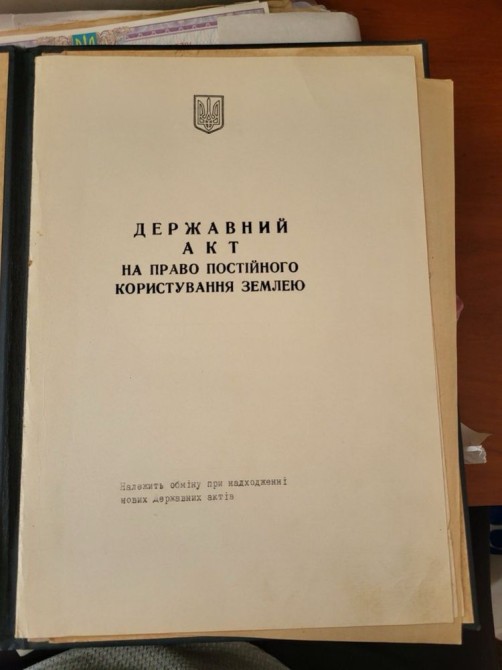 ДЕРЖАВНИЙ
АКТ
НА ПРАВО ПОСТІЙНОГО
КОРИСТУВАННЯ ЗЕМЛЕЮ
Належить обміну при надходженні
нових державних актів